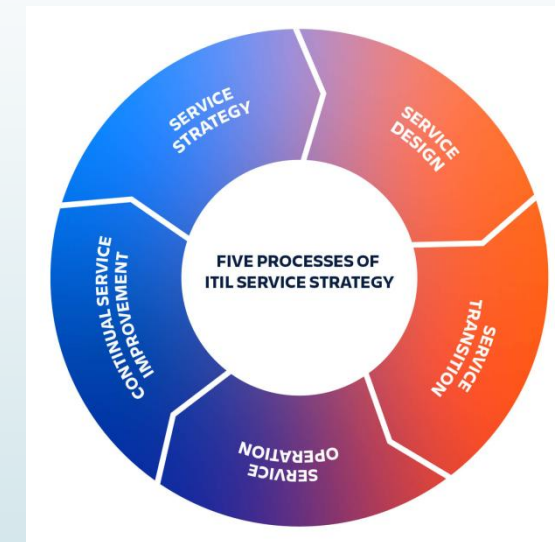 FIVE PROCESSES OF
ITIL SERVICE STRATEGY
SERVICE
STRATEGY
SERVICE
DESIGN
SERVICE
TRANSITION
SERVICE
OPERATION
CONTINUAL SERVICE
IMPROVEMENT